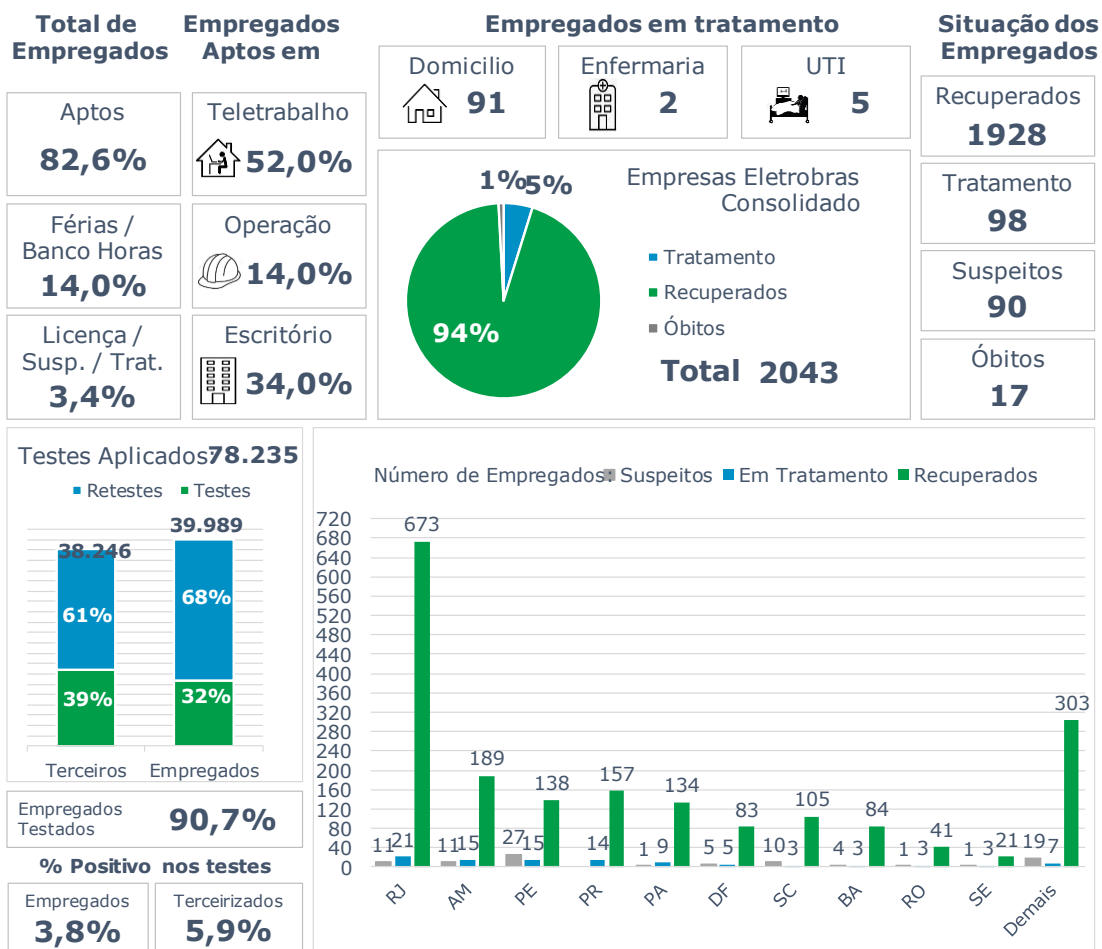 Total de
Empregados
Empregados
Aptos em
Empregados em tratamento
Situação dos
Empregados
Aptos
82,6%
Férias /
Banco Horas
14,0%
Licença /
Susp. / Trat.
3,4%
Teletrabalho
52,0%
Operação
14,0%
Escritório
34,0%
Domicilio
91
Enfermaria
2
UTI
5
Empresas Eletrobras
Consolidado
1% 5%
94%
Tratamento
Recuperados
Óbitos
Total 2043
Recuperados
1928
Tratamento
98
Suspeitos
90
Óbitos
17
Testes Aplicados: 78.235
Retestes Testes
38.246
39.989
61%
68%
39%
32%
Terceiros Empregados
Empregados
Testados
90,7%
% Positivo nos testes
Empregados
3,8%
Terceirizados
5,9%
Número de Empregados: Suspeitos Em Tratamento Recuperados
720
680
640
600
560
520
480
440
400
360
320
280
240
200
160
120
80
40
0
11 21 673
11 15 189
27 15 138
14 157
1 9 134
5 5 83
10 3 105
4 3 84
1 3 41
1 3 21
19 7 303
RJ AM PE PR PA DF SC BA RO SE Demais